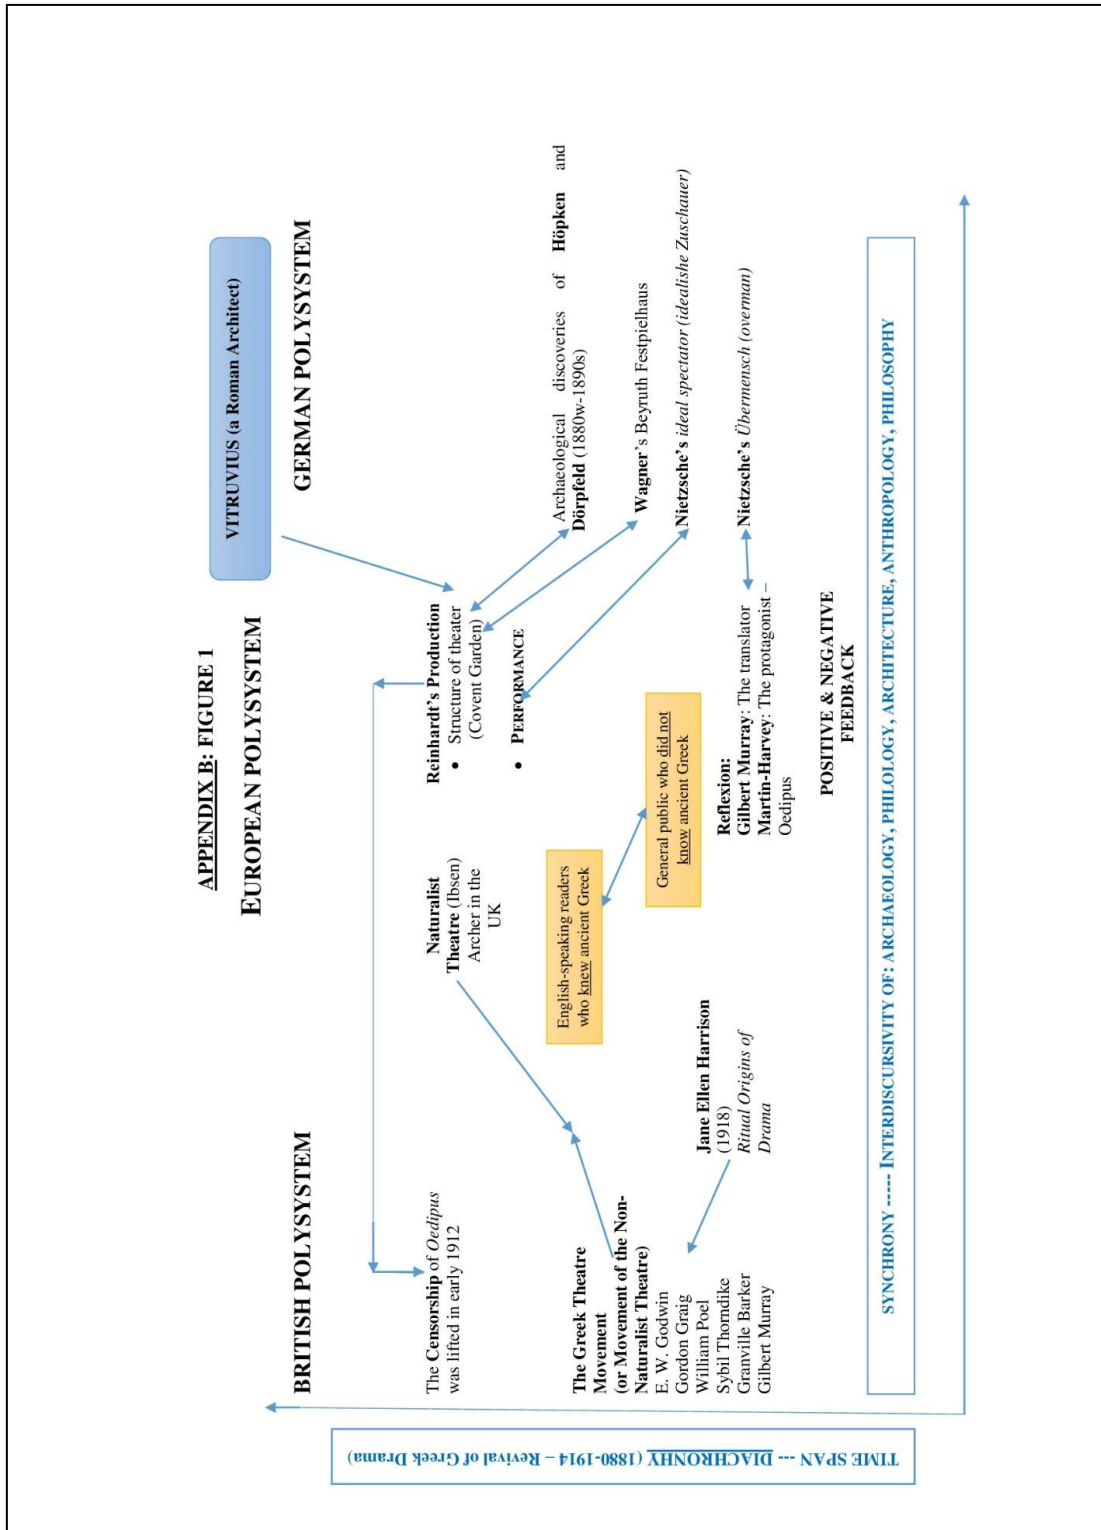 APPENDIX B: FIGURE 1
EUROPEAN POLYSYSTEM
VITRUVIUS (a Roman Architect)
BRITISH POLYSYSTEM
GERMAN POLYSYSTEM
The Censorship of Oedipus
was lifted in early 1912
Naturalist
Theatre (Ibsen)
Archer in the
UK
Reinhardt's Production
• Structure of theater
(Covent Garden)
• PERFORMANCE
Archaeological discoveries of Höpken and
Dörpfeld (1880w-1890s)
Wagner's Beyruth Festpielhaus
Nietzsche's ideal spectator (idealishe Zuschauer)
Nietzsche's Übermensch (overman)
English-speaking readers
who knew ancient Greek
General public who did not
know ancient Greek
The Greek Theatre
Movement
(or Movement of the Non-
Naturalist Theatre)
E. W. Godwin
Gordon Graig
William Poel
Sybil Thorndike
Granville Barker
Gilbert Murray
Jane Ellen Harrison
(1918)
Ritual Origins of
Drama
Reflexion:
Gilbert Murray: The translator
Martin-Harvey: The protagonist –
Oedipus
POSITIVE & NEGATIVE
FEEDBACK
SYNCHRONY ----- INTERDISCURSIVITY OF: ARCHAEOLOGY, PHILOLOGY, ARCHITECTURE, ANTHROPOLOGY, PHILOSOPHY
TIME SPAN --- DIACHRONHY (1880-1914 – Revival of Greek Drama)